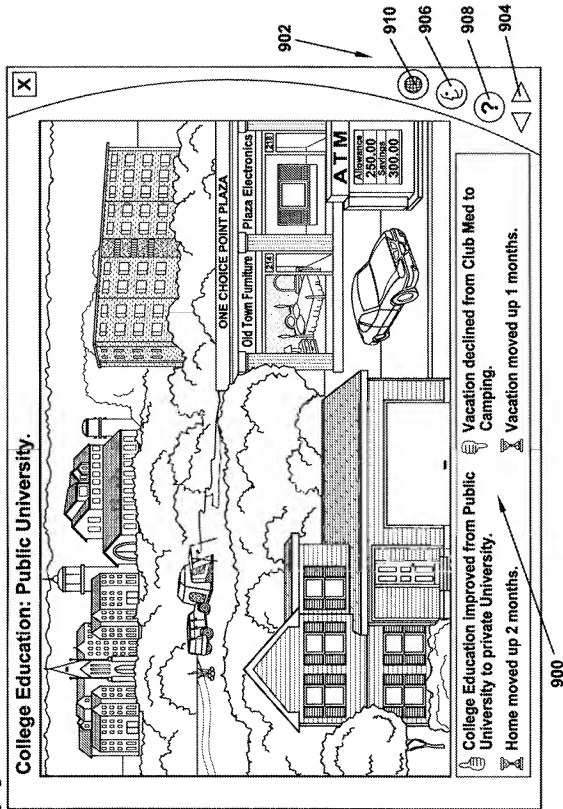 College Education: Public University.
X
ONE CHOICE POINT PLAZA
Old Town Furniture
Plaza Electronics
214
218
ATM
Allowance
250.00
Savings
300.00
?
College Education improved from Public
University to private University.
Home moved up 2 months.
Vacation declined from Club Med to
Camping.
Vacation moved up 1 months.
900
902
910
906
908
904